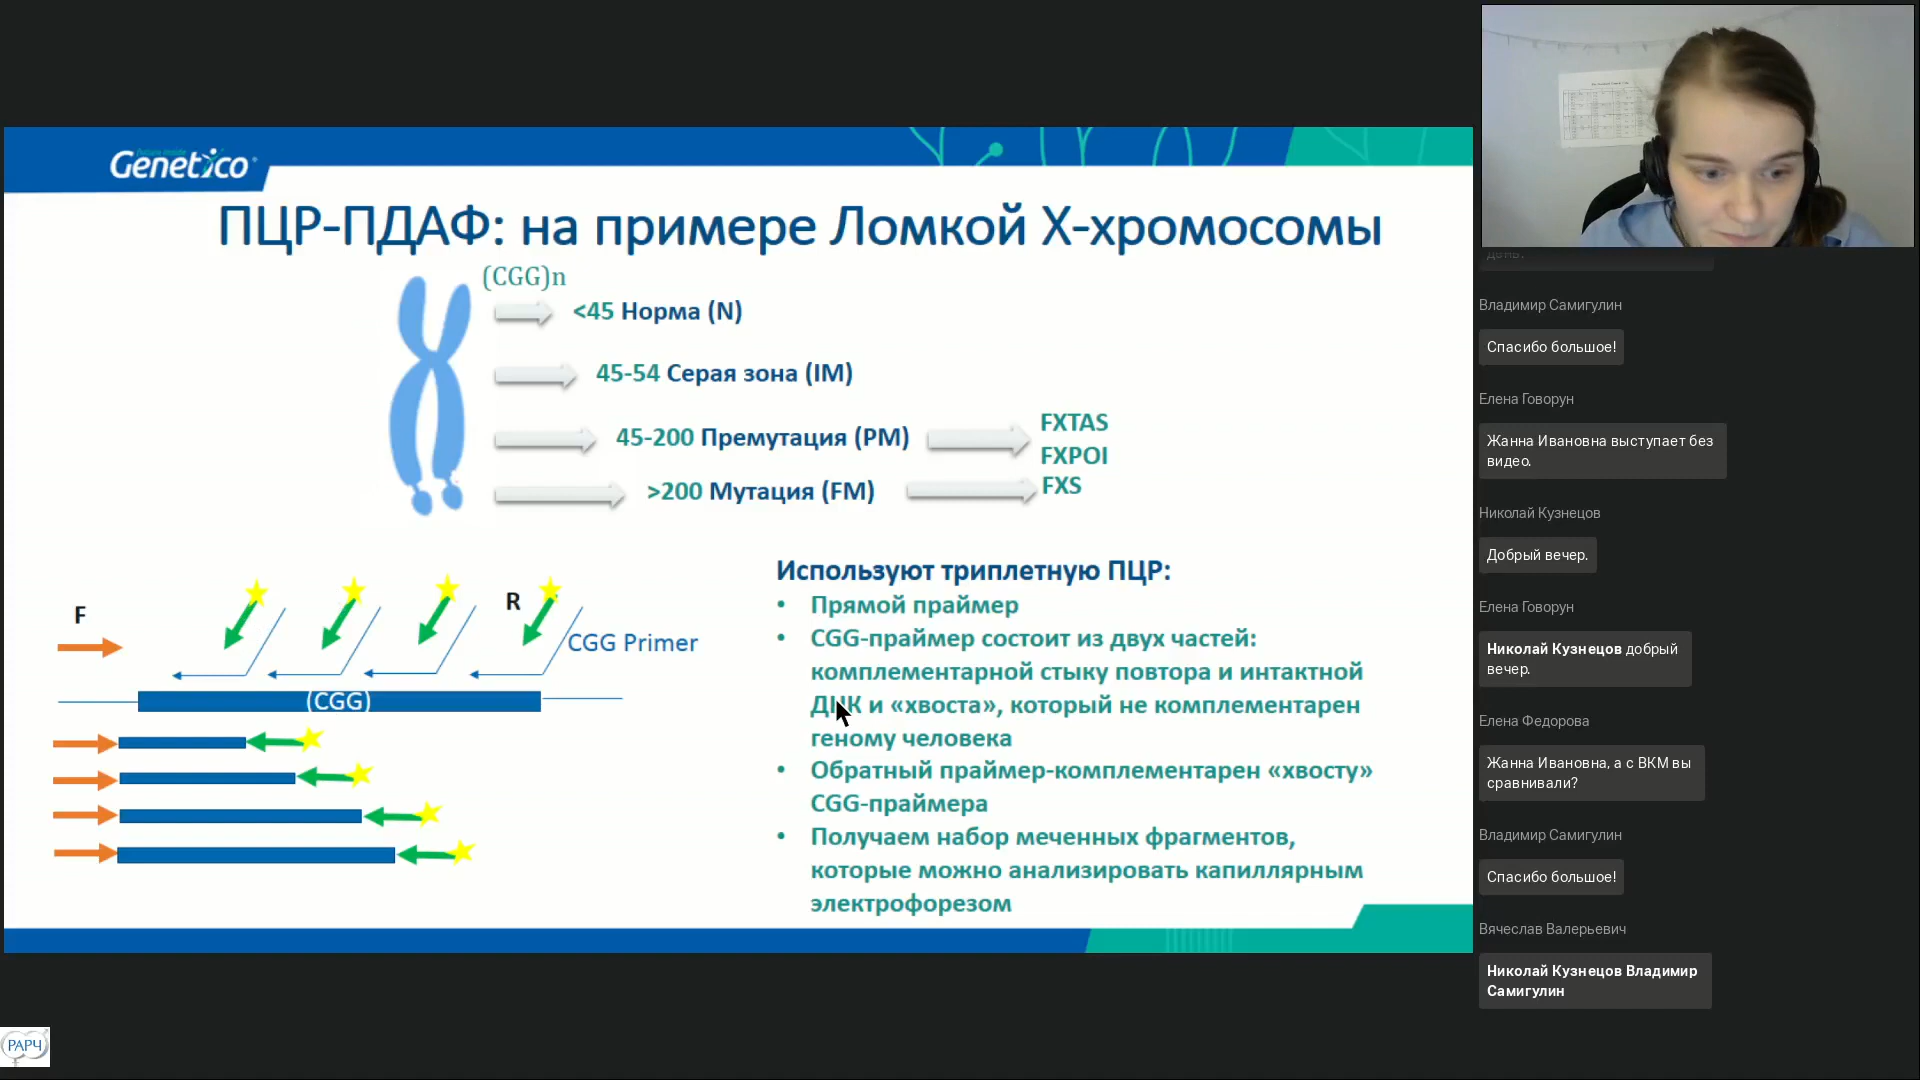 Genetico
ПЦР-ПДАФ: на примере Ломкой Х-хромосомы
(CGG)n
<45 Норма (N)
45-54 Серая зона (IM)
45-200 Премутация (PM)
FXTAS
FXPOI
>200 Мутация (FM)
FXS
F
R
CGG Primer
(CGG)
Используют триплетную ПЦР:
• Прямой праймер
• CGG-праймер состоит из двух частей:
комплементарной стыку повтора и интактной
ДНК и «хвоста», который не комплементарен
геному человека
• Обратный праймер-комплементарен «хвосту»
CGG-праймера
• Получаем набор меченных фрагментов,
которые можно анализировать капиллярным
электрофорезом
РАРЧ
день.
Владимир Самигулин
Спасибо большое!
Елена Говорун
Жанна Ивановна выступает без
видео.
Николай Кузнецов
Добрый вечер.
Елена Говорун
Николай Кузнецов добрый
вечер.
Елена Федорова
Жанна Ивановна, а с ВКМ вы
сравнивали?
Владимир Самигулин
Спасибо большое!
Вячеслав Валерьевич
Николай Кузнецов Владимир
Самигулин